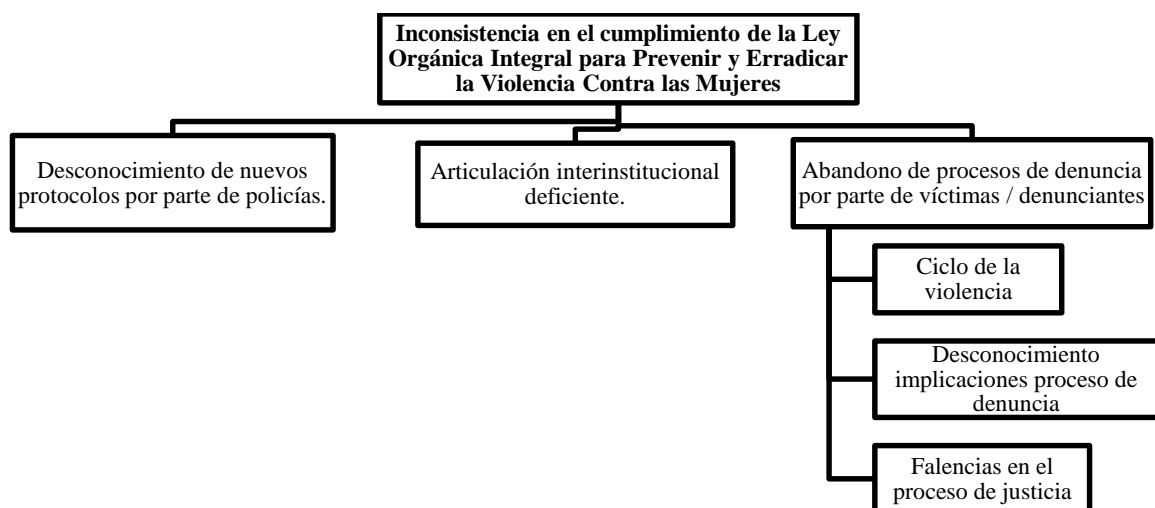 Inconsistencia en el cumplimiento de la Ley
Orgánica Integral para Prevenir y Erradicar
la Violencia Contra las Mujeres
Desconocimiento de nuevos
protocolos por parte de policías.
Articulación interinstitucional
deficiente.
Abandono de procesos de denuncia
por parte de víctimas / denunciantes
Ciclo de la
violencia
Desconocimiento
implicaciones proceso de
denuncia
Falencias en el
proceso de justicia